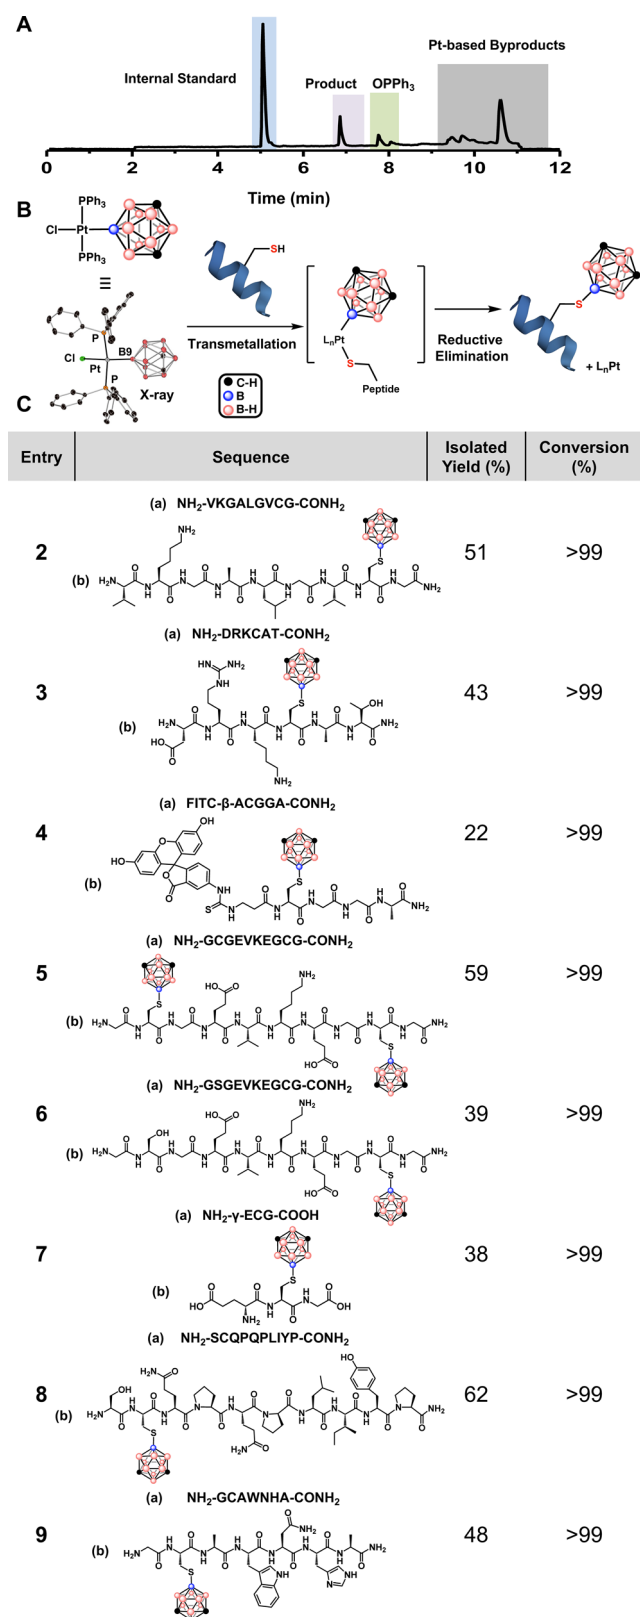 A
Internal Standard
Product
OPPh3
Pt-based Byproducts
0 2 4 6 8 10 12
Time (min)
B
PPh3
Cl Pt
PPh3
≡
P
Cl
B9
Pt
P
X-ray
SH
Transmetallation
LnPt
S
Peptide
Reductive
Elimination
S
+ LnPt
C-H
B
B-H
C
Entry Sequence Isolated Yield (%) Conversion (%)
(a) NH2-VKGALGVCG-CONH2
2 (b) 51 >99
(a) NH2-DRKCAT-CONH2
3 (b) 43 >99
(a) FITC-β-ACGGA-CONH2
4 (b) 22 >99
(a) NH2-GCGEVKEGCG-CONH2
5 (b) 59 >99
(a) NH2-GSGEVKEGCG-CONH2
6 (b) 39 >99
(a) NH2-γ-ECG-COOH
7 (b) 38 >99
(a) NH2-SCQPQPLIYP-CONH2
8 (b) 62 >99
(a) NH2-GCAWNHA-CONH2
9 (b) 48 >99